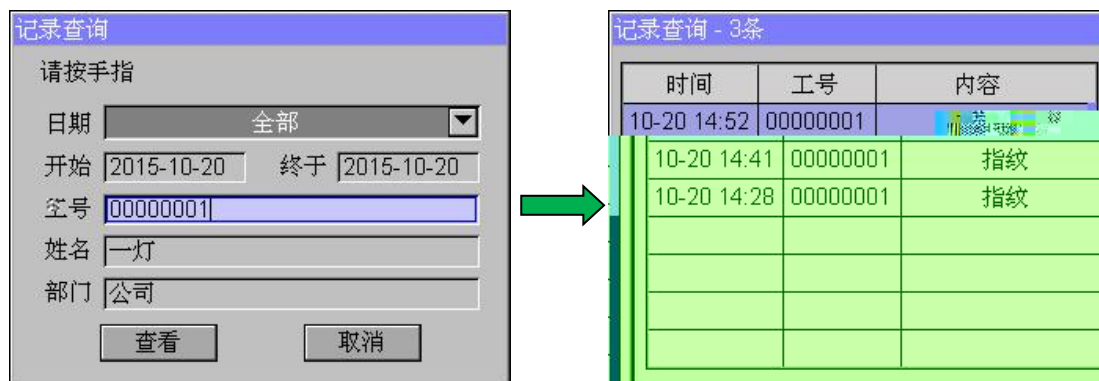 记录查询
请按手指
日期 全部
开始 2015-10-20 终于 2015-10-20
工号 00000001
姓名 一灯
部门 公司
查看 取消
记录查询 - 3条
时间 工号 内容
10-20 14:52 00000001
10-20 14:41 00000001 指纹
10-20 14:28 00000001 指纹